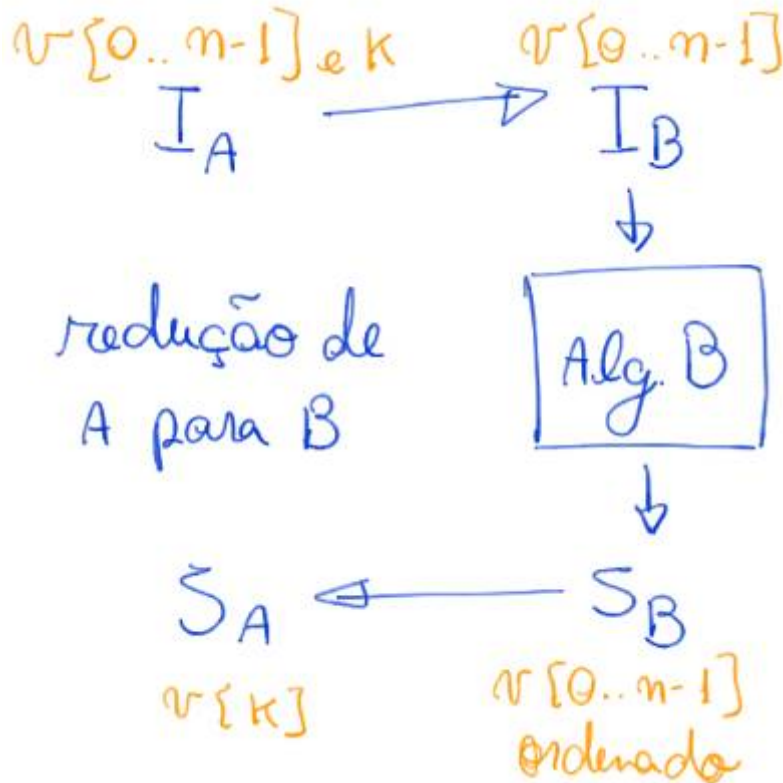 v[0..n-1] e K
v[0..n-1]
I_A
I_B
redução de
A para B
Alg. B
S_A
S_B
v[K]
v[0..n-1]
ordenado